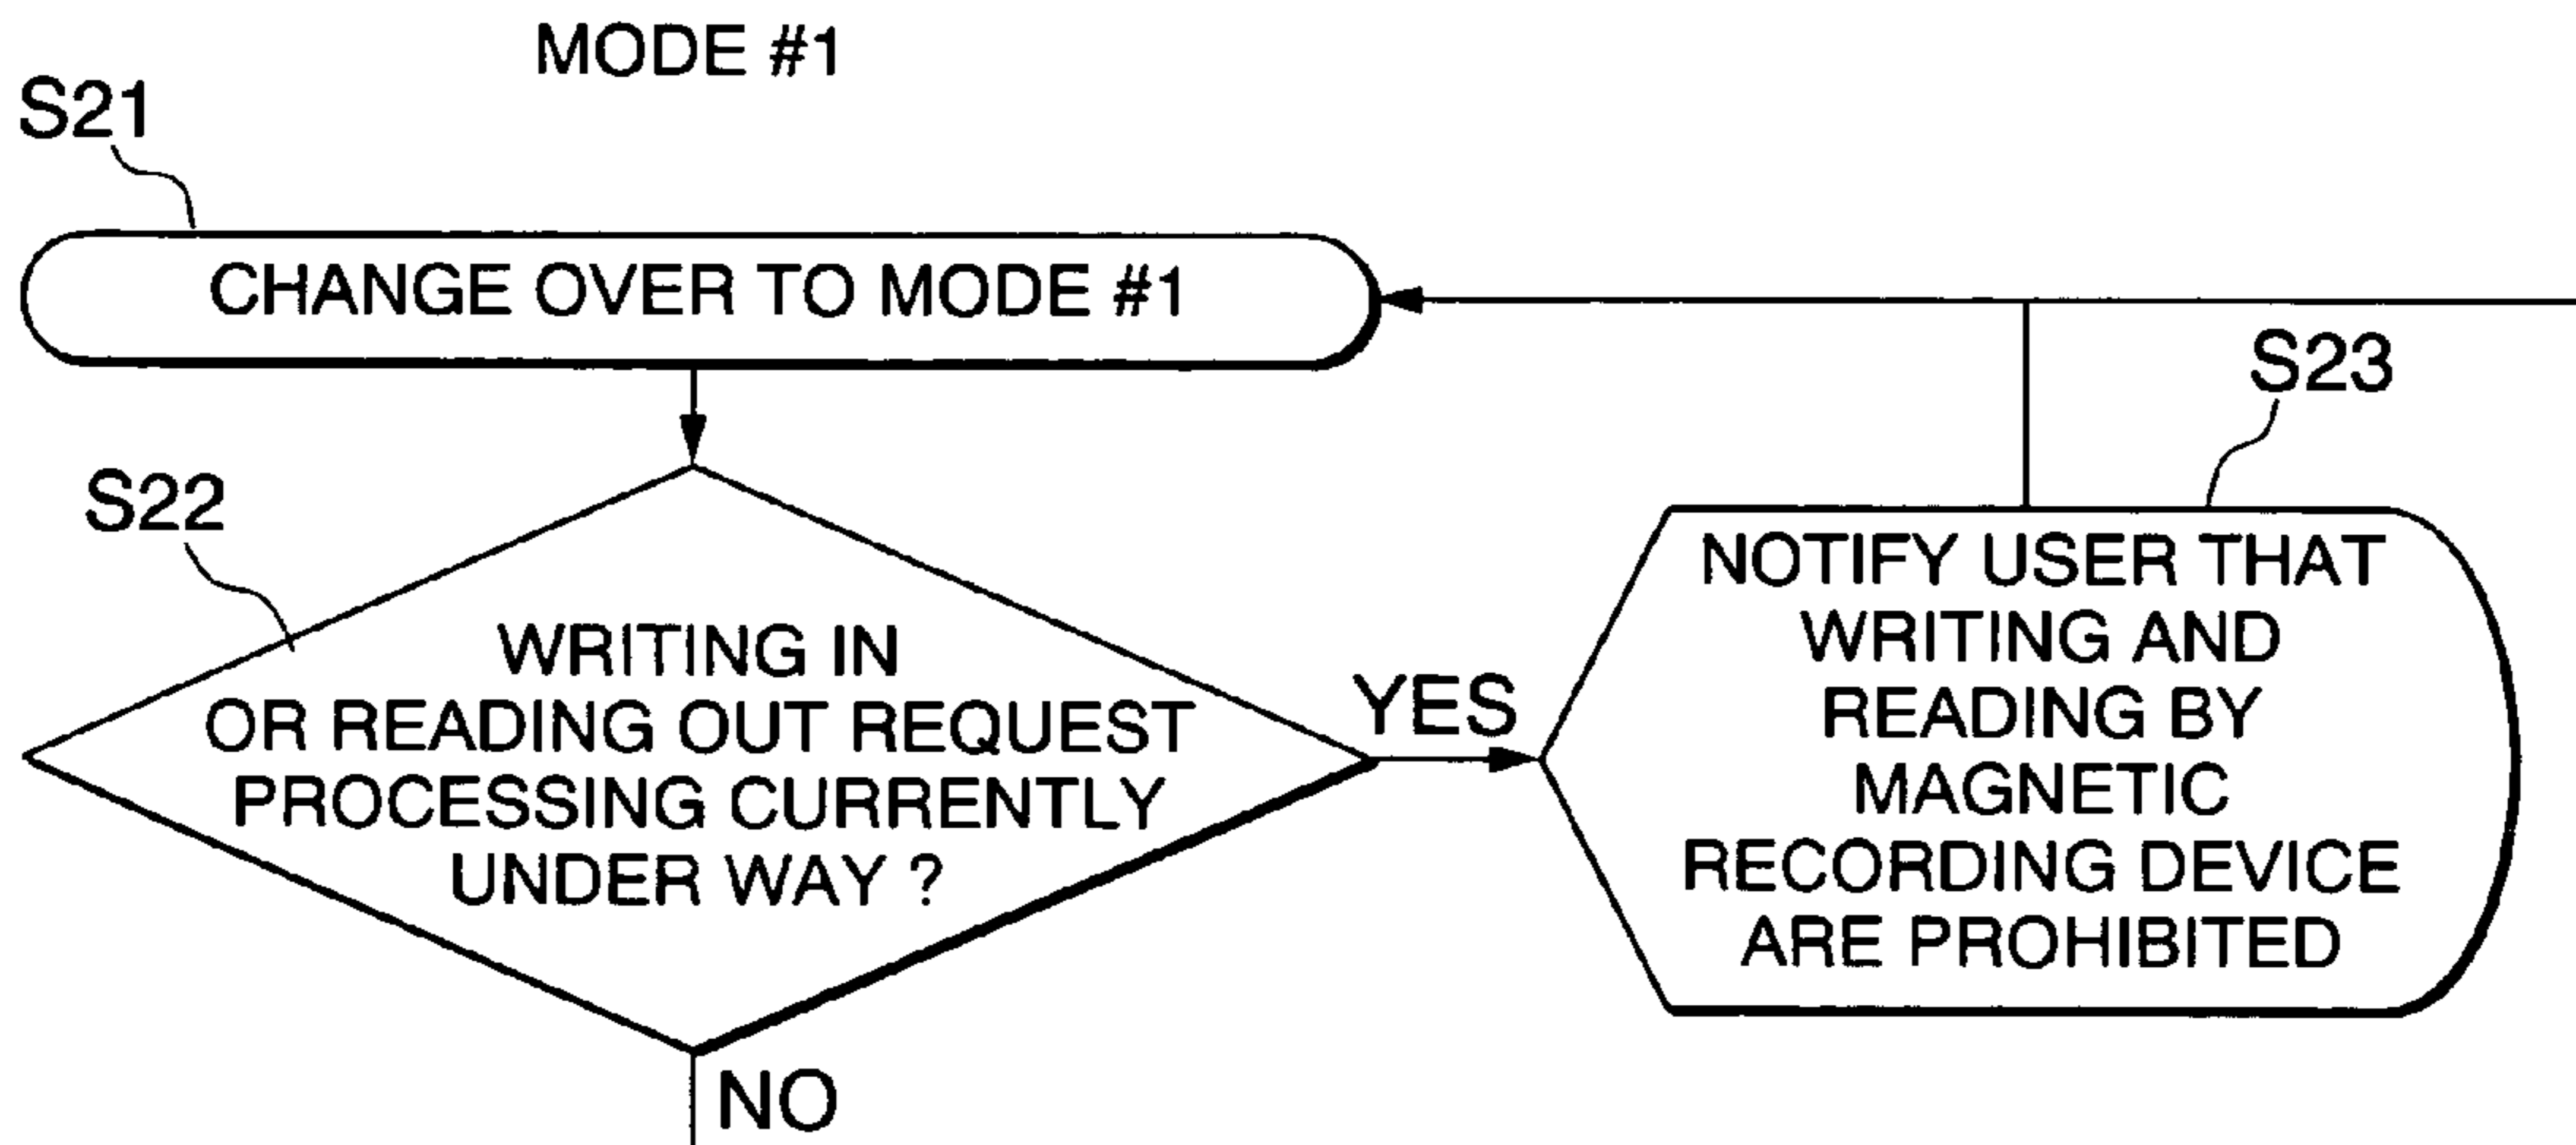 MODE #1
S21
CHANGE OVER TO MODE #1
S22
WRITING IN
OR READING OUT REQUEST
PROCESSING CURRENTLY
UNDER WAY ?
YES
NO
S23
NOTIFY USER THAT
WRITING AND
READING BY
MAGNETIC
RECORDING DEVICE
ARE PROHIBITED